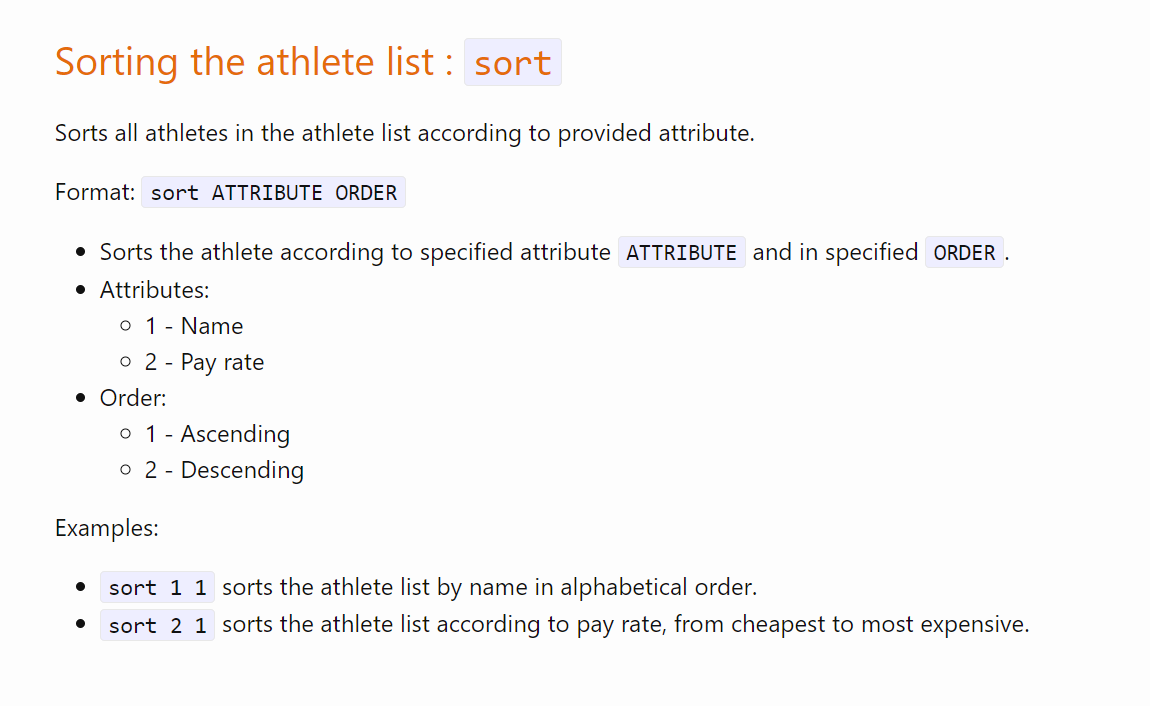 Sorting the athlete list : sort
Sorts all athletes in the athlete list according to provided attribute.
Format: sort ATTRIBUTE ORDER
• Sorts the athlete according to specified attribute ATTRIBUTE and in specified ORDER.
• Attributes:
○ 1 - Name
○ 2 - Pay rate
• Order:
○ 1 - Ascending
○ 2 - Descending
Examples:
• sort 1 1 sorts the athlete list by name in alphabetical order.
• sort 2 1 sorts the athlete list according to pay rate, from cheapest to most expensive.